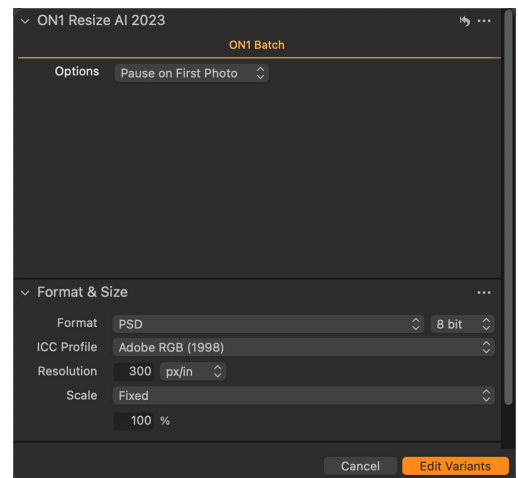 ON1 Resize AI 2023
ON1 Batch
Options Pause on First Photo
Format & Size
Format PSD 8 bit
ICC Profile Adobe RGB (1998)
Resolution 300 px/in
Scale Fixed
100 %
Cancel Edit Variants